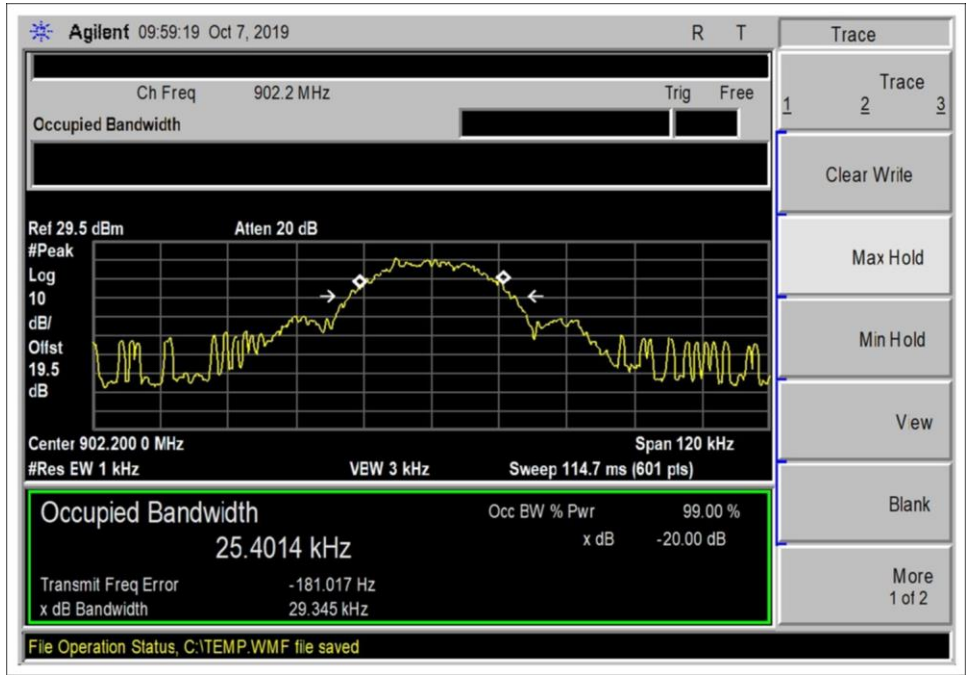 Agilent 09:59:19 Oct 7, 2019 R T
Trace
Ch Freq 902.2 MHz Trig Free
Occupied Bandwidth
Trace
1 2 3
Clear Write
Max Hold
Min Hold
View
Blank
More
1 of 2
Ref 29.5 dBm Atten 20 dB
#Peak
Log
10
dB/
Offst
19.5
dB
Center 902.200 0 MHz Span 120 kHz
#Res EW 1 kHz VBW 3 kHz Sweep 114.7 ms (601 pts)
Occupied Bandwidth
25.4014 kHz
Occ BW % Pwr 99.00 %
x dB -20.00 dB
Transmit Freq Error -181.017 Hz
x dB Bandwidth 29.345 kHz
File Operation Status, C:\TEMP.WMF file saved